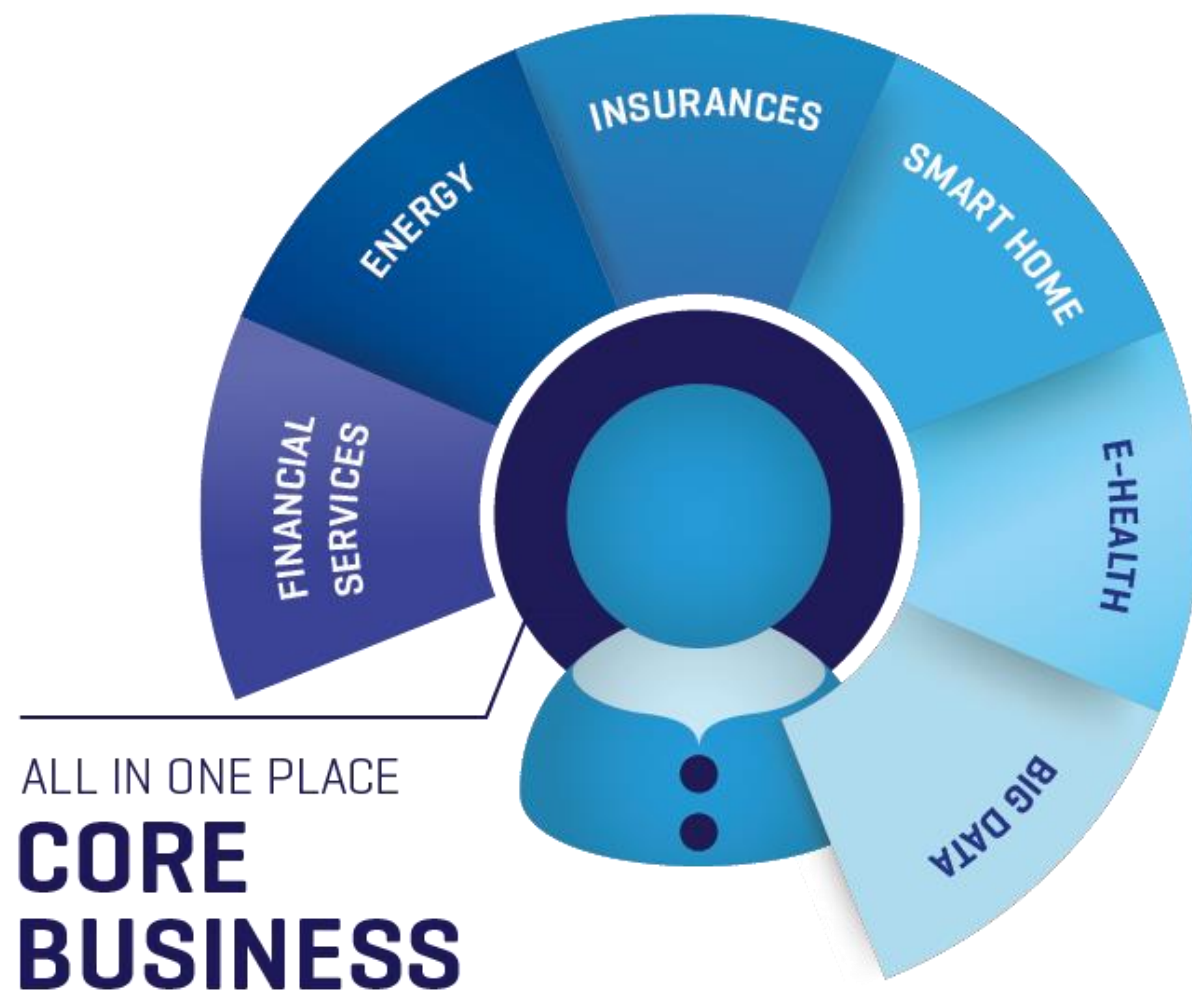 FINANCIAL
SERVICES
ENERGY
INSURANCES
SMART HOME
E-HEALTH
BIG DATA
ALL IN ONE PLACE
CORE
BUSINESS